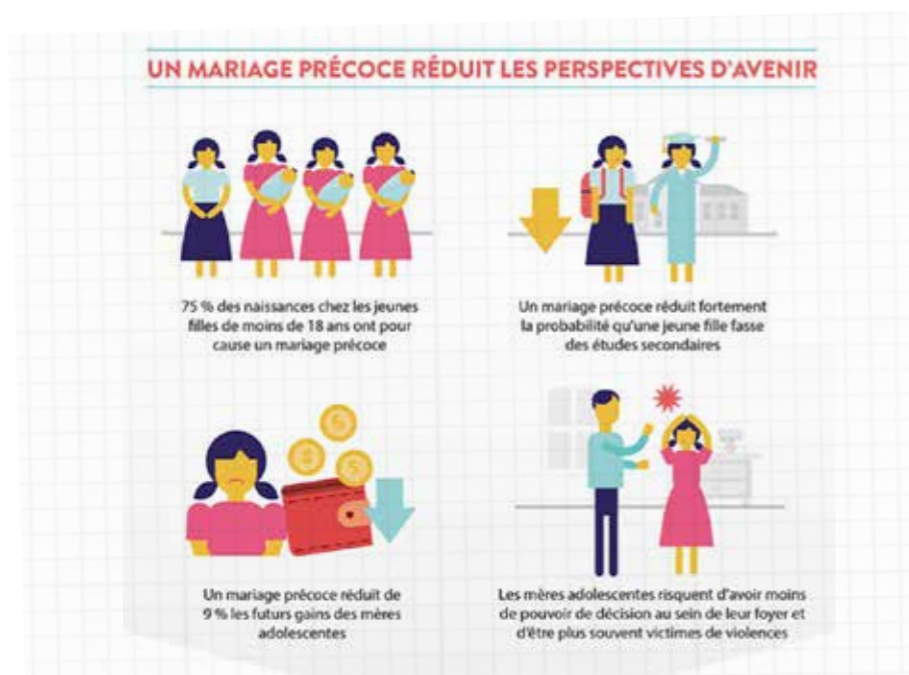 UN MARIAGE PRÉCOCE RÉDUIT LES PERSPECTIVES D'AVENIR
75 % des naissances chez les jeunes
filles de moins de 18 ans ont pour
cause un mariage précoce
Un mariage précoce réduit fortement
la probabilité qu'une jeune fille fasse
des études secondaires
Un mariage précoce réduit de
9 % les futurs gains des mères
adolescentes
Les mères adolescentes risquent d'avoir moins
de pouvoir de décision au sein de leur foyer et
d'être plus souvent victimes de violences